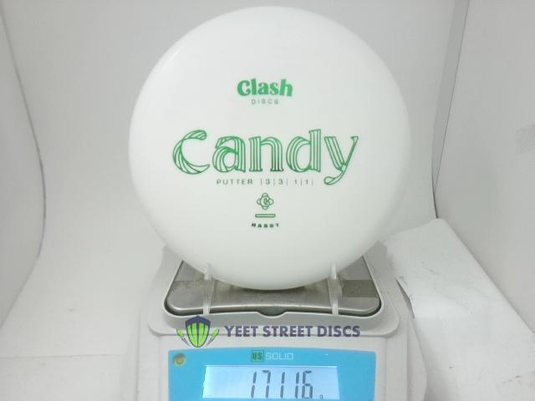 Clash
DISCS
Candy
PUTTER | 3 | 3 | 1 | 1 |
HARDY
YEET STREET DISCS
US SOLID
171.16 g